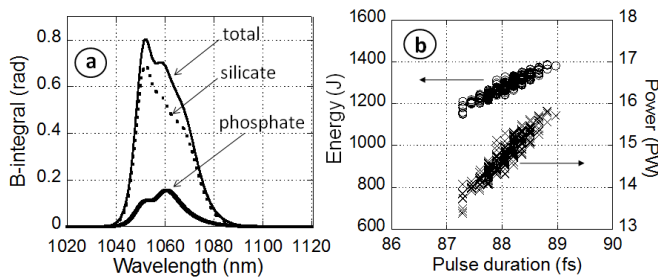 a
total
silicate
phosphate
B-integral (rad)
0.8
0.6
0.4
0.2
0
1020 1040 1060 1080 1100 1120
Wavelength (nm)
b
Energy (J)
1600
1400
1200
1000
800
600
Power (PW)
18
17
16
15
14
13
86 87 88 89 90
Pulse duration (fs)